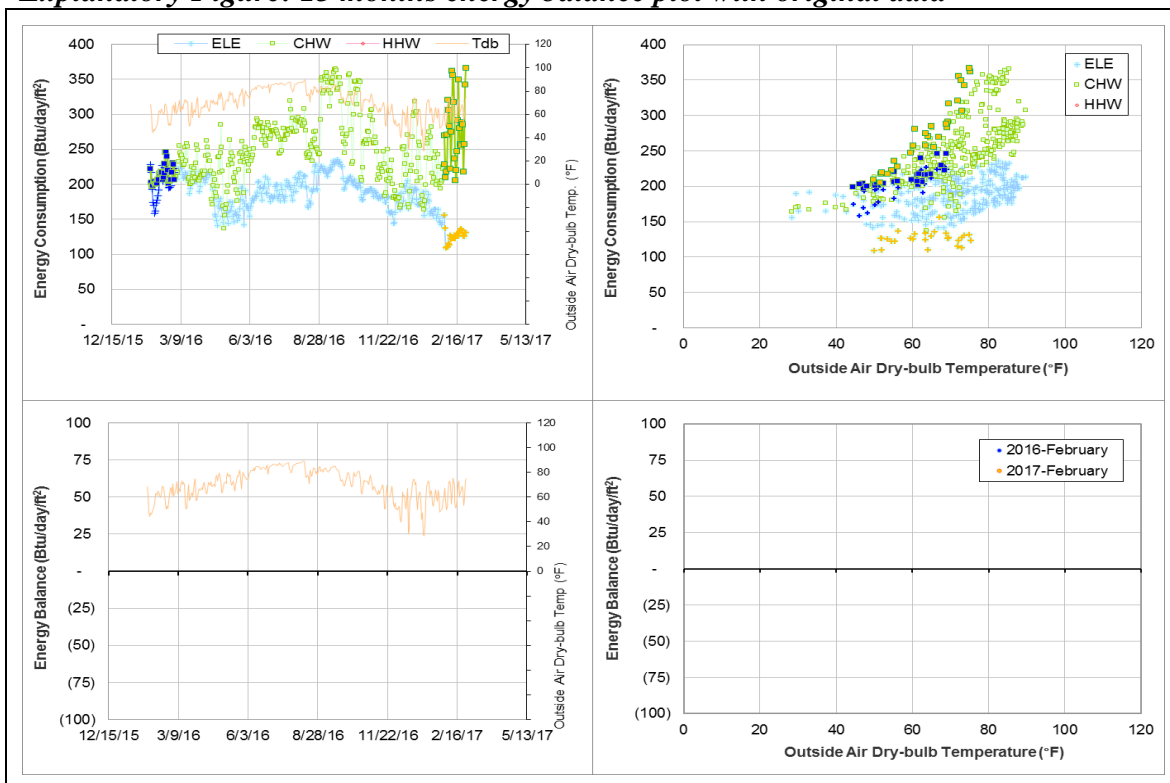 Explanatory Figure: 13 months energy balance plot with original data
ELE CHW HHW Tdb
400
350
300
250
200
150
100
50
-
120
100
80
60
40
20
0
Energy Consumption (Btu/day/ft²)
Outside Air Dry-bulb Temp. (°F)
12/15/15 3/9/16 6/3/16 8/28/16 11/22/16 2/16/17 5/13/17
400
350
300
250
200
150
100
50
-
Energy Consumption (Btu/day/ft²)
ELE
CHW
HHW
0 20 40 60 80 100 120
Outside Air Dry-bulb Temperature (°F)
100
75
50
25
-
(25)
(50)
(75)
(100)
120
100
80
60
40
20
0
Energy Balance (Btu/day/ft²)
Outside Air Dry-bulb Temp (°F)
12/15/15 3/9/16 6/3/16 8/28/16 11/22/16 2/16/17 5/13/17
100
75
50
25
-
(25)
(50)
(75)
(100)
Energy Balance (Btu/day/ft²)
2016-February
2017-February
0 20 40 60 80 100 120
Outside Air Dry-bulb Temperature (°F)